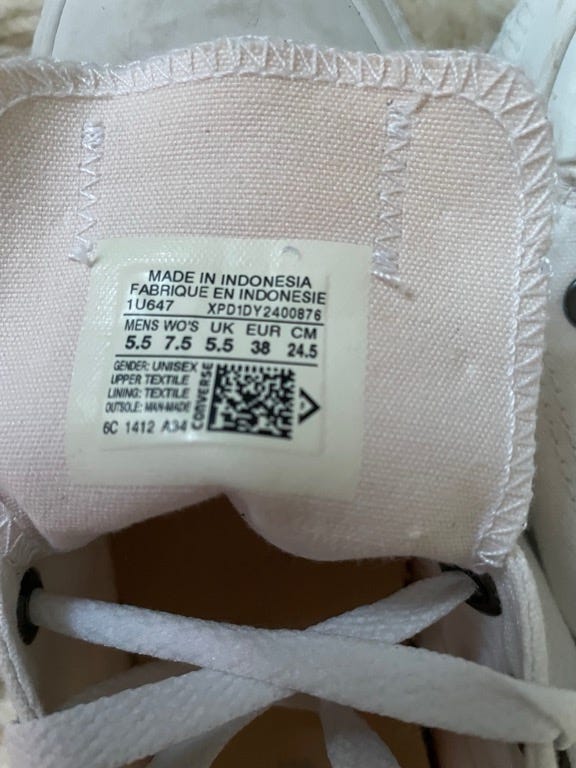 MADE IN INDONESIA
FABRIQUE EN INDONESIE
1U647 XPD1DY2400876
MENS WO'S UK EUR CM
5.5 7.5 5.5 38 24.5
GENDER: UNISEX
UPPER: TEXTILE
LINING: TEXTILE
OUTSOLE: MAN-MADE
6C 1412 A34
CONVERSE